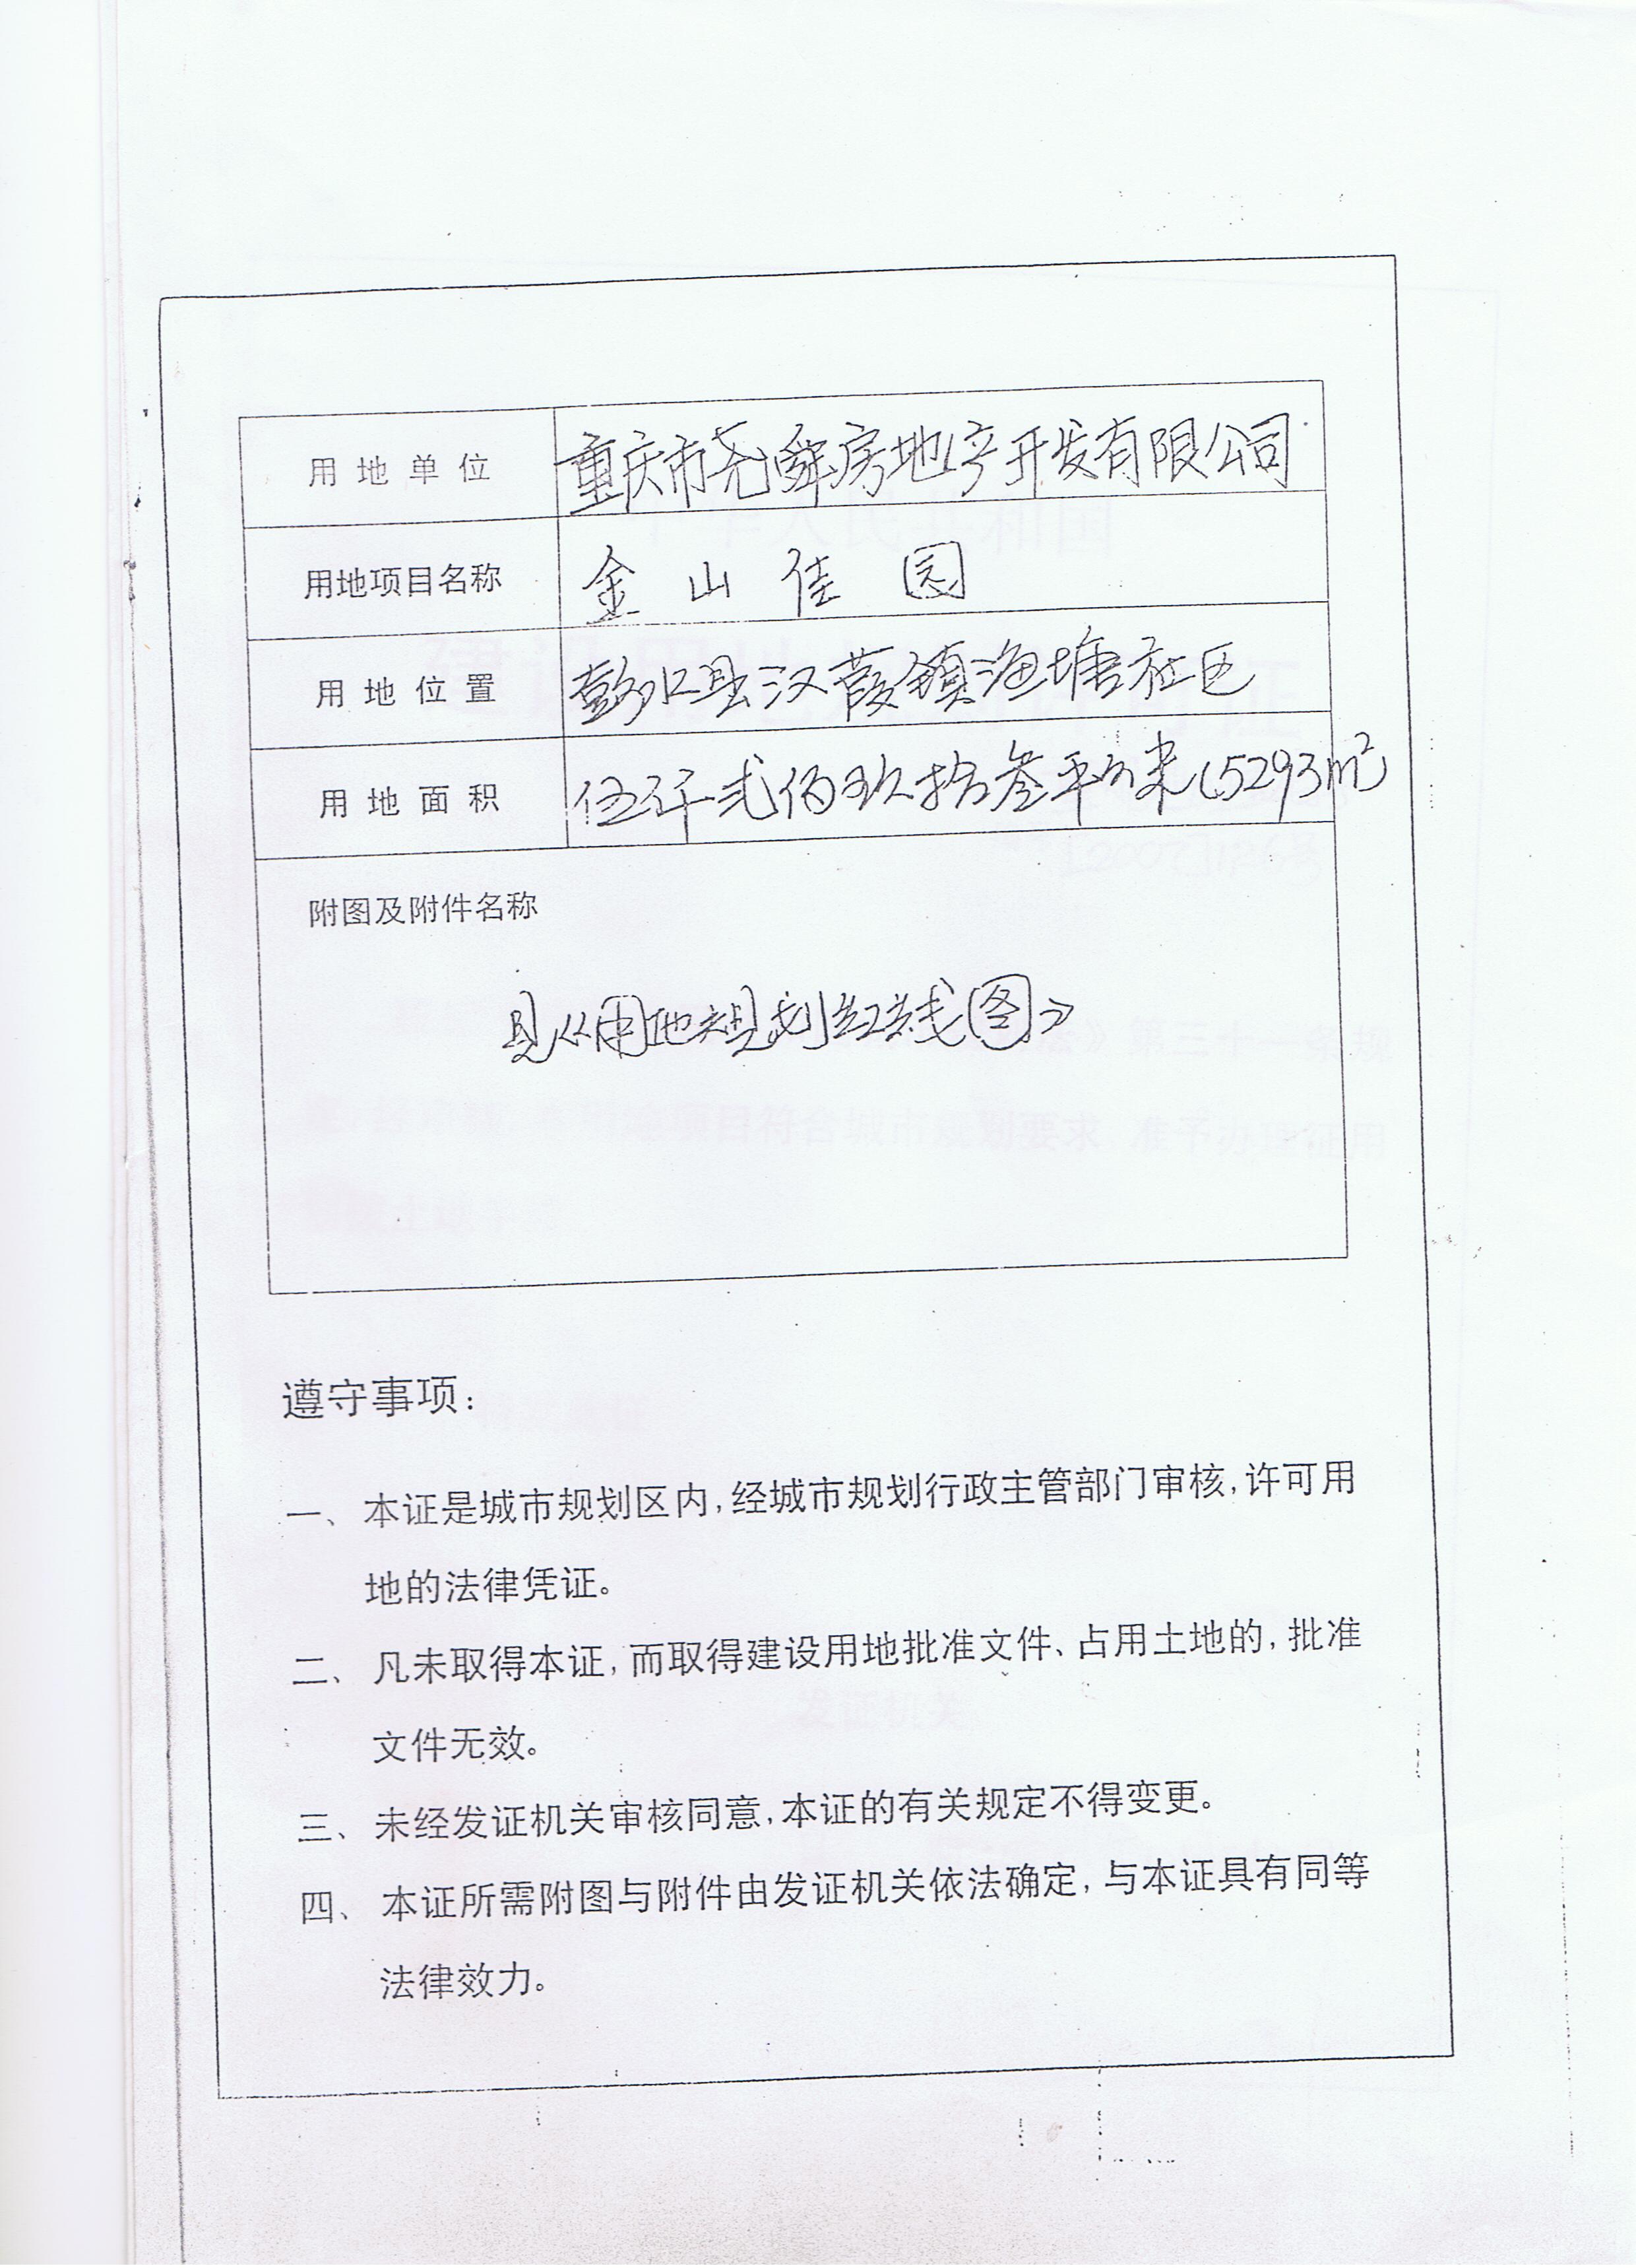 用地单位 重庆市尧舜房地产开发有限公司
用地项目名称 金山佳园
用地位置 彭水县汉葭镇渔塘社区
用地面积 伍仟贰佰玖拾叁平方米(5293m²)
附图及附件名称
见《用地规划红线图》
遵守事项:
一、本证是城市规划区内,经城市规划行政主管部门审核,许可用
地的法律凭证。
二、凡未取得本证,而取得建设用地批准文件、占用土地的,批准
文件无效。
三、未经发证机关审核同意,本证的有关规定不得变更。
四、本证所需附图与附件由发证机关依法确定,与本证具有同等
法律效力。